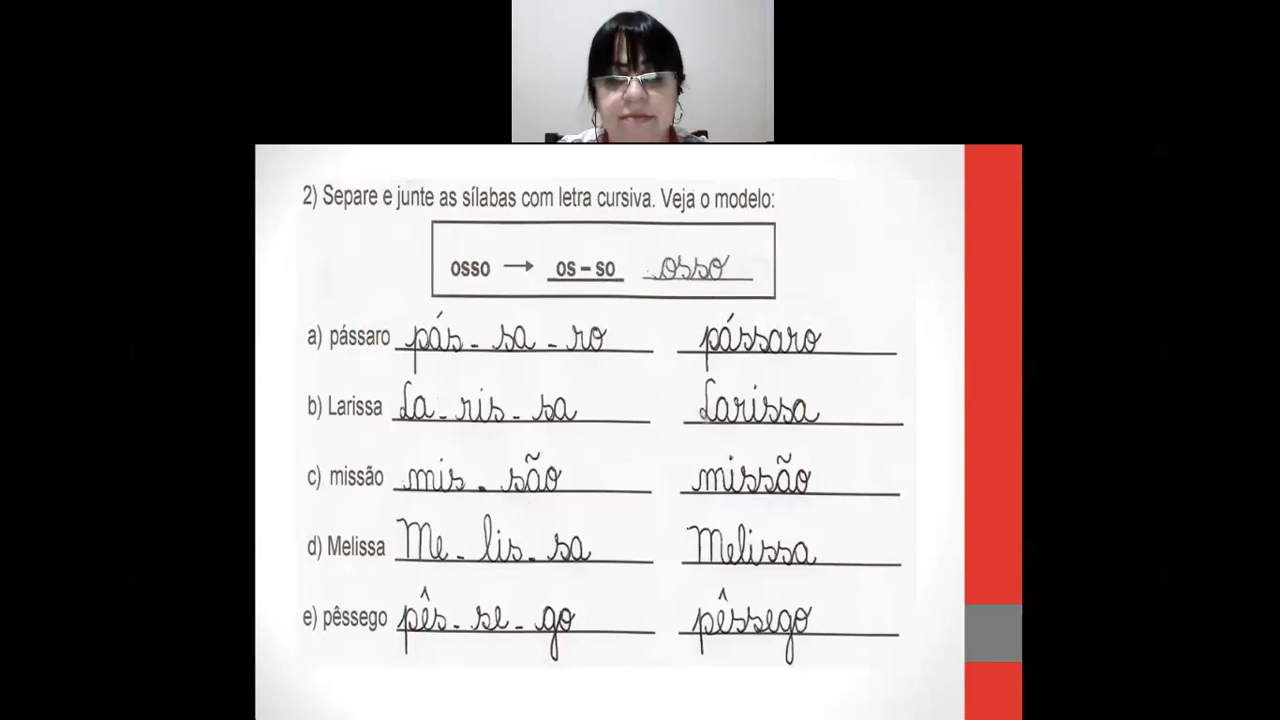 2) Separe e junte as sílabas com letra cursiva. Veja o modelo:
osso → os – so osso
a) pássaro pás - sa - ro pássaro
b) Larissa La - ris - sa Larissa
c) missão mis - são missão
d) Melissa Me - lis - sa Melissa
e) pêssego pês - se - go pêssego